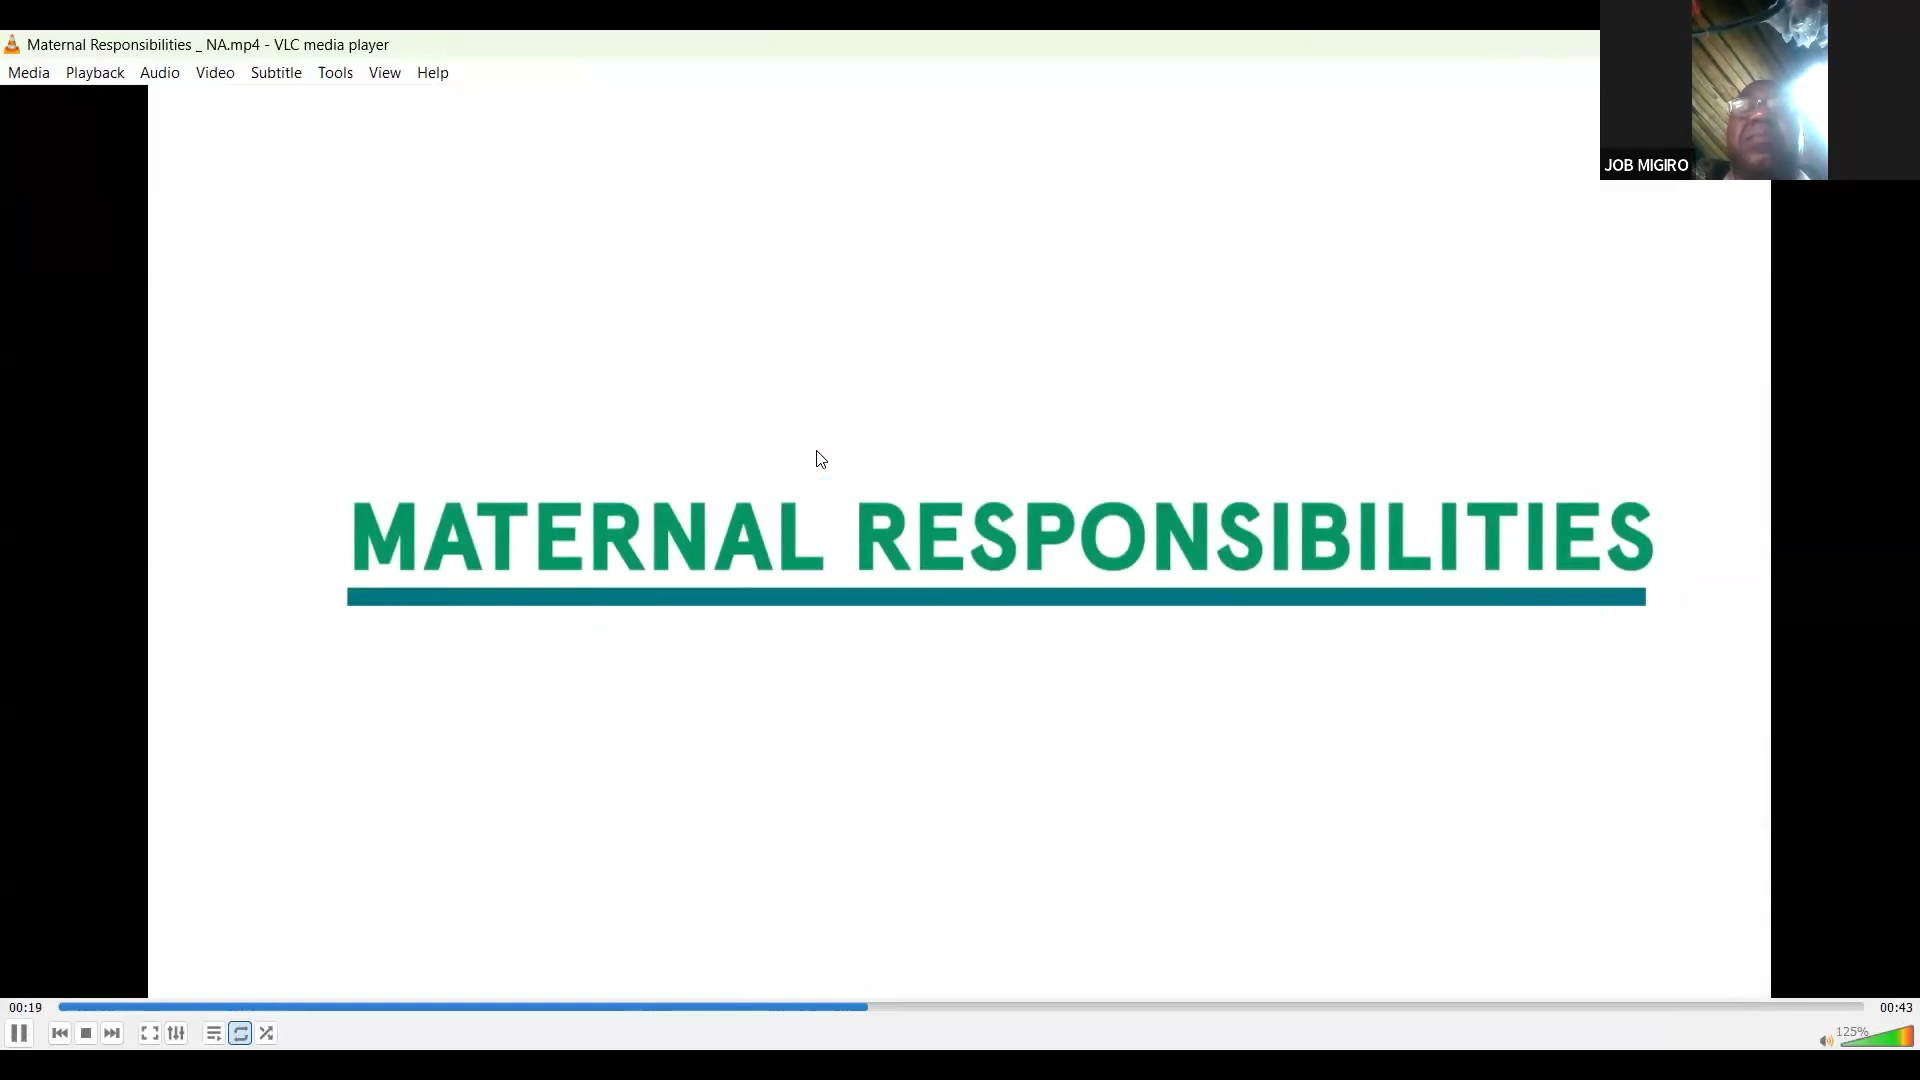 Maternal Responsibilities _ NA.mp4 - VLC media player
Media Playback Audio Video Subtitle Tools View Help
JOB MIGIRO
MATERNAL RESPONSIBILITIES
00:19 00:43
125%